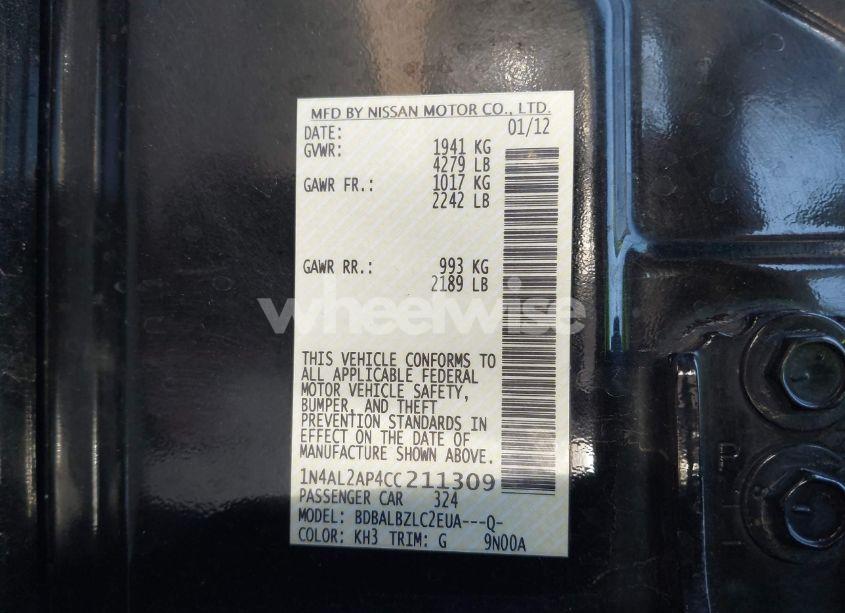 MFD BY NISSAN MOTOR CO., LTD.
DATE: 01/12
GVWR: 1941 KG
4279 LB
GAWR FR.: 1017 KG
2242 LB
GAWR RR.: 993 KG
2189 LB
wheelwise
THIS VEHICLE CONFORMS TO
ALL APPLICABLE FEDERAL
MOTOR VEHICLE SAFETY,
BUMPER, AND THEFT
PREVENTION STANDARDS IN
EFFECT ON THE DATE OF
MANUFACTURE SHOWN ABOVE.
1N4AL2AP4CC211309
PASSENGER CAR 324
MODEL: BDBALBZLC2EUA---Q-
COLOR: KH3 TRIM: G 9N00A